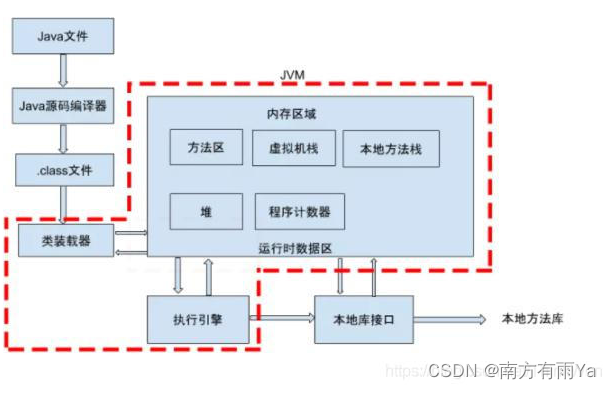 Java文件
JVM
Java源码编译器
内存区域
方法区
虚拟机栈
本地方法栈
.class文件
堆
程序计数器
类装载器
运行时数据区
执行引擎
本地库接口
本地方法库
CSDN @南方有雨Ya